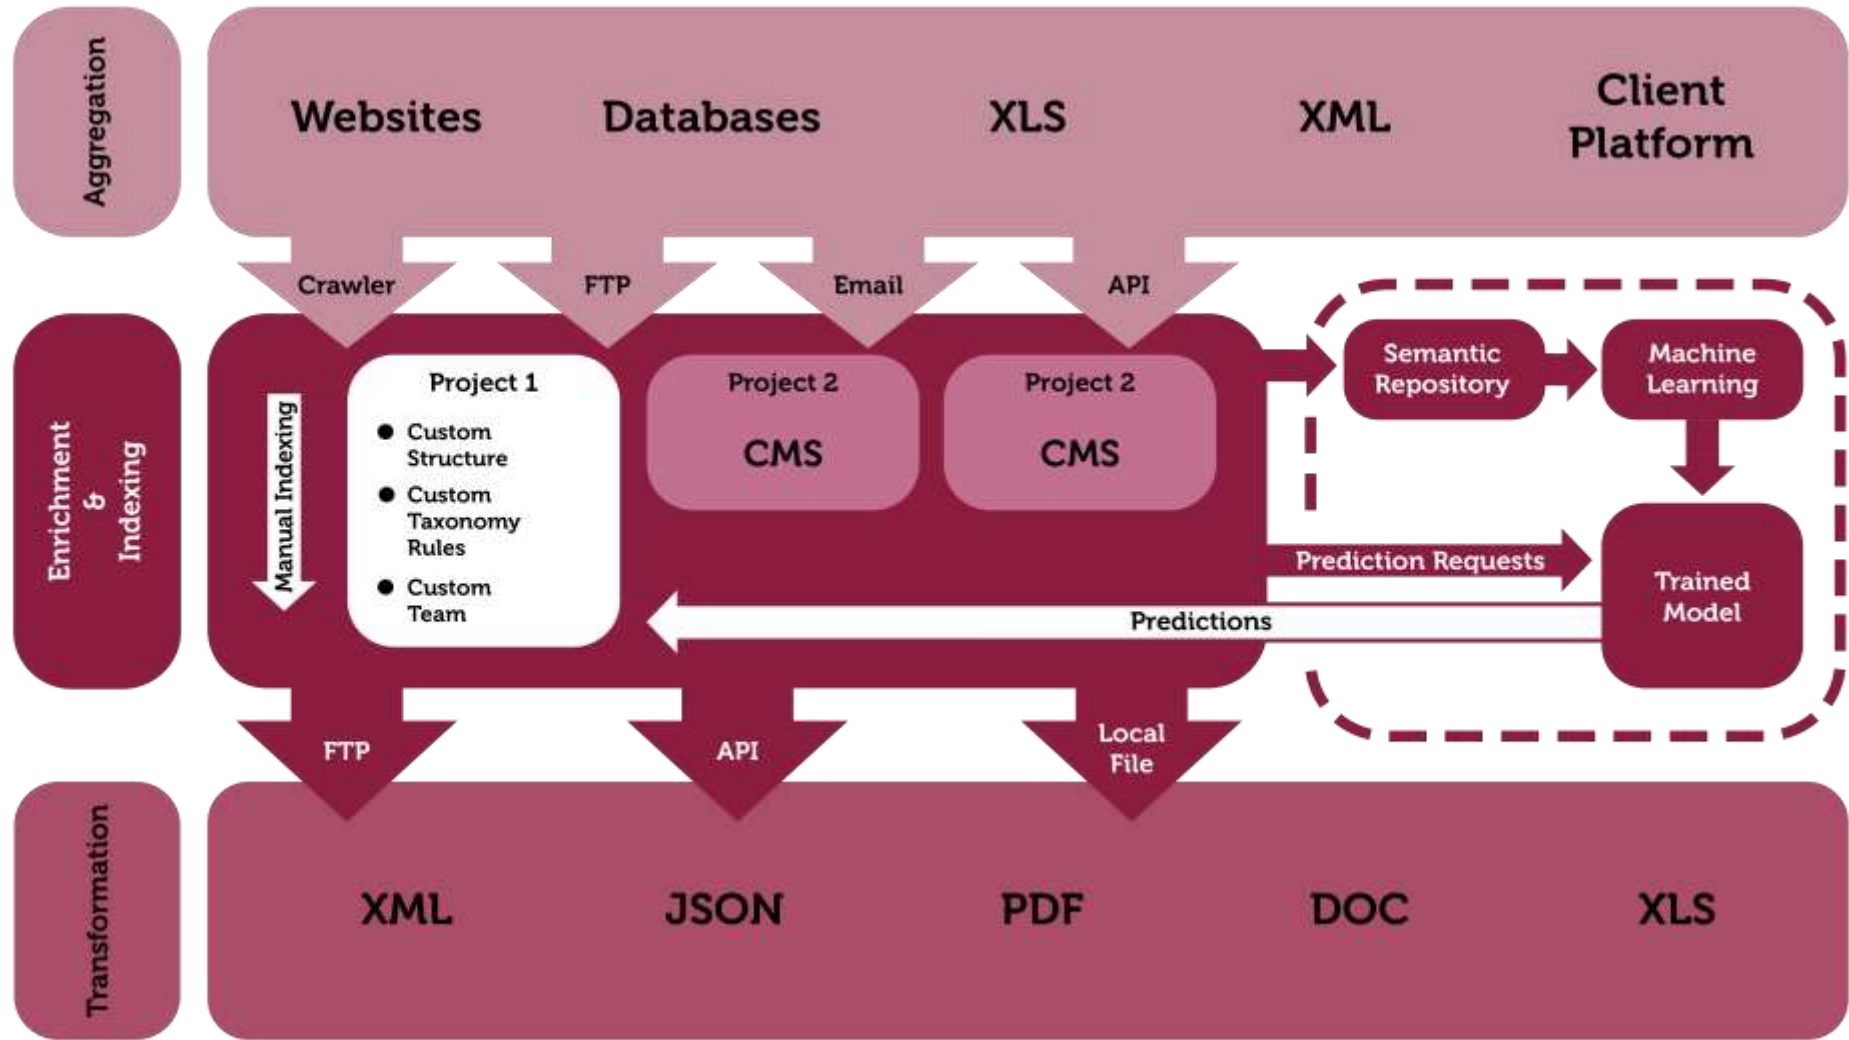 Aggregation
Websites
Databases
XLS
XML
Client
Platform
Crawler
FTP
Email
API
Enrichment
&
Indexing
Manual Indexing
Project 1
● Custom
Structure
● Custom
Taxonomy
Rules
● Custom
Team
Project 2
CMS
Project 2
CMS
Semantic
Repository
Machine
Learning
Prediction Requests
Trained
Model
Predictions
FTP
API
Local
File
Transformation
XML
JSON
PDF
DOC
XLS